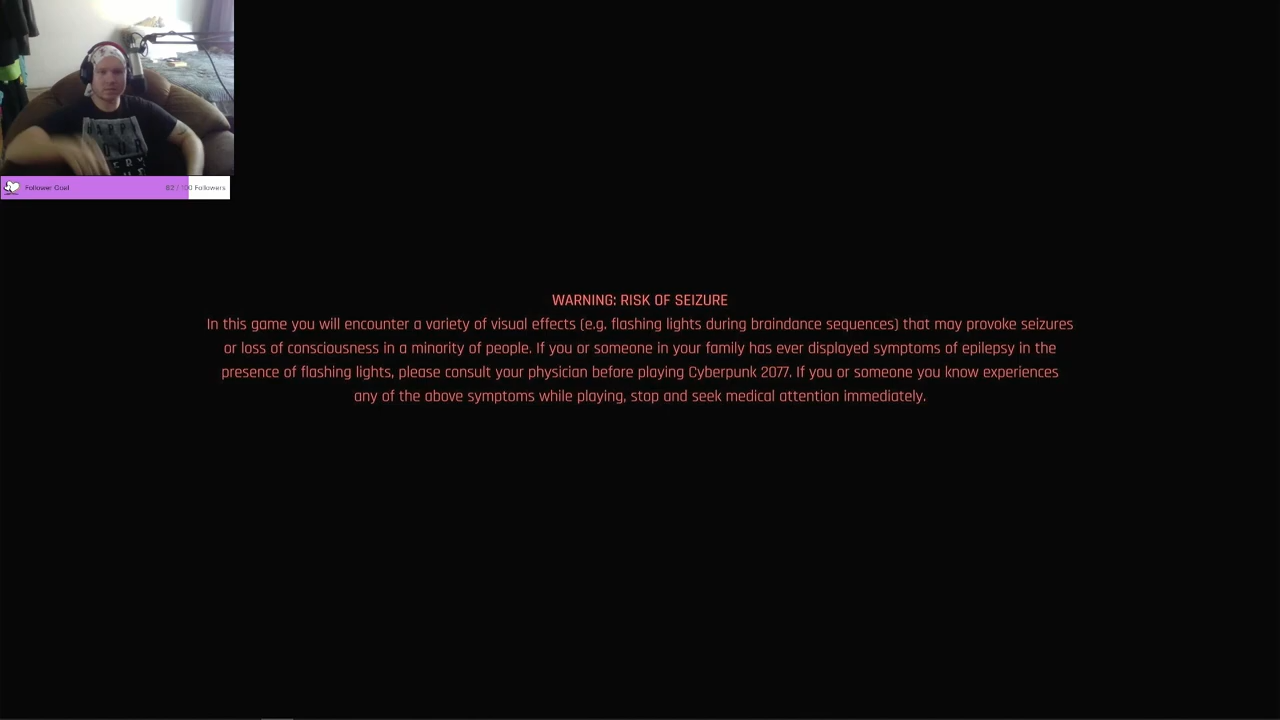 HAPPY
Follower Goal
82 / 100 Followers
WARNING: RISK OF SEIZURE
In this game you will encounter a variety of visual effects (e.g. flashing lights during braindance sequences) that may provoke seizures
or loss of consciousness in a minority of people. If you or someone in your family has ever displayed symptoms of epilepsy in the
presence of flashing lights, please consult your physician before playing Cyberpunk 2077. If you or someone you know experiences
any of the above symptoms while playing, stop and seek medical attention immediately.